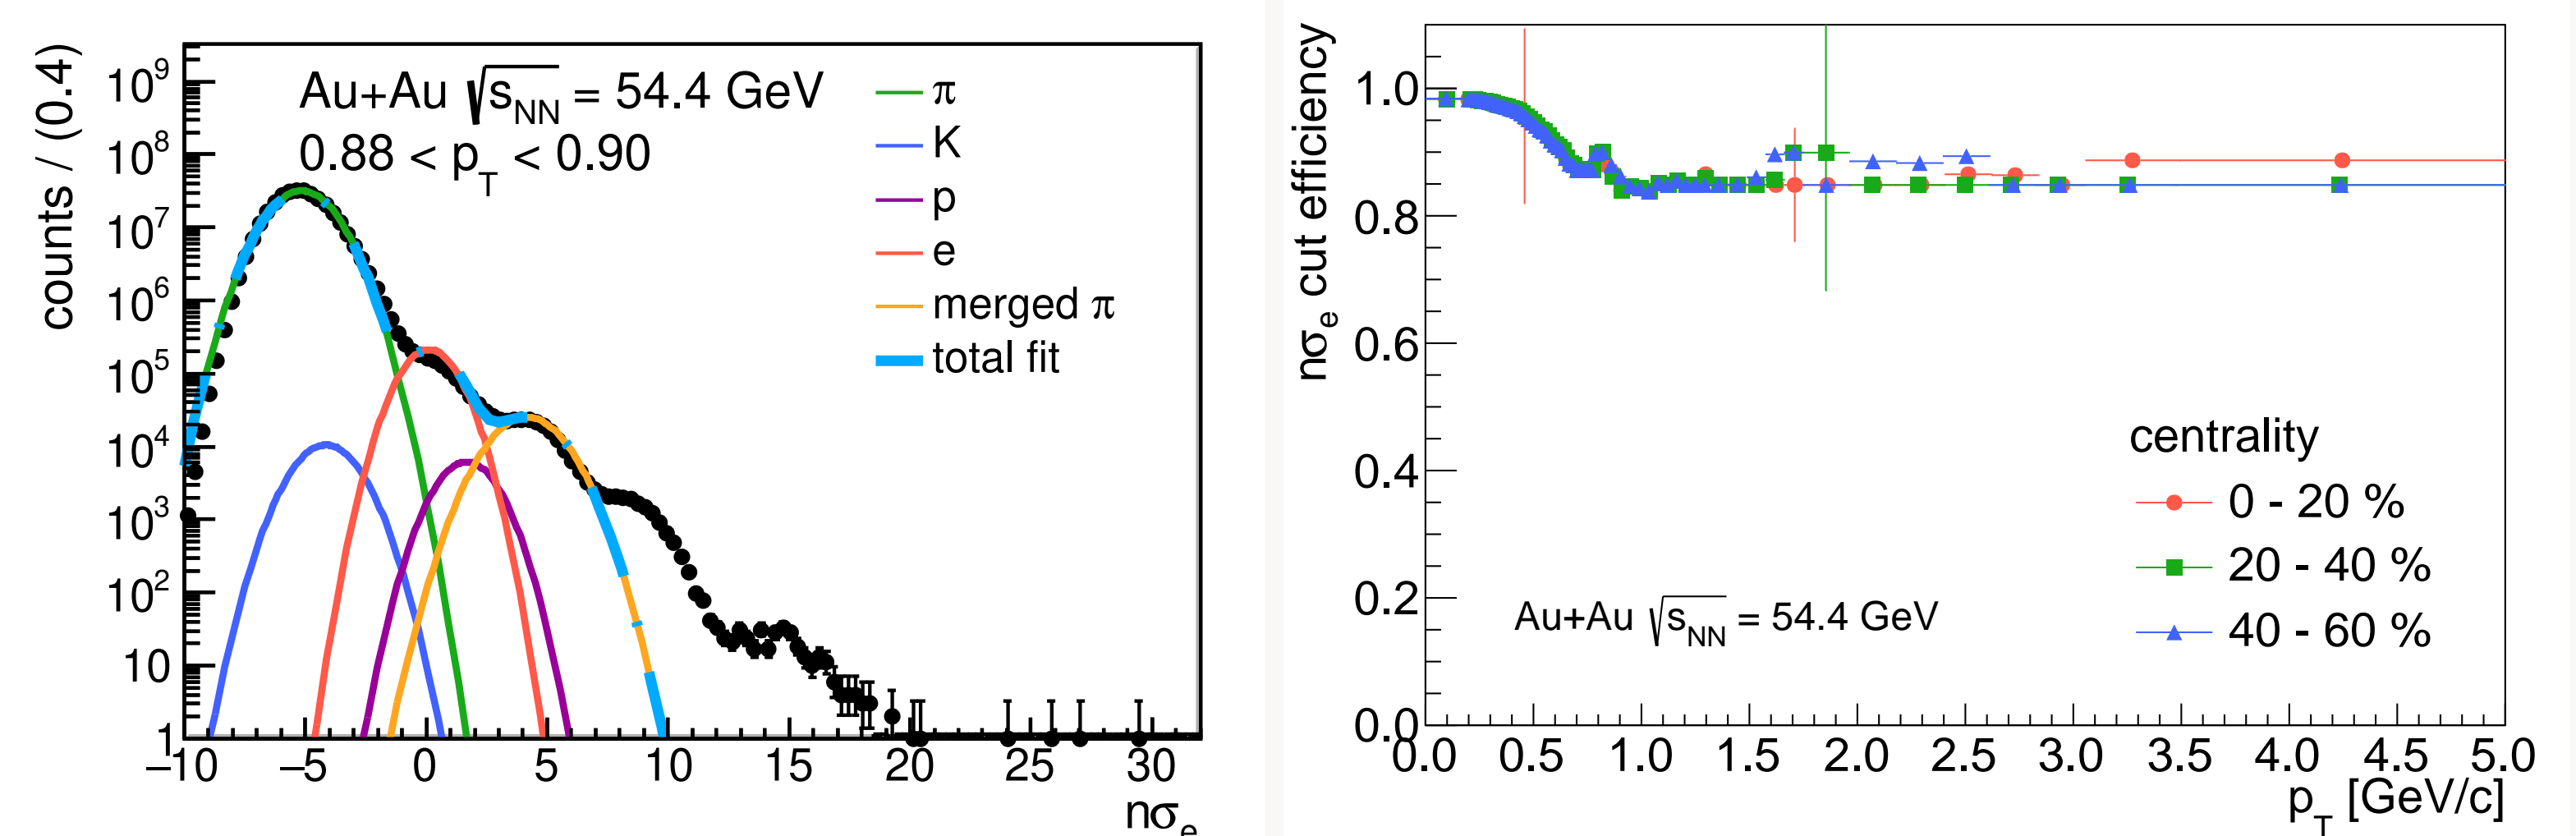 counts / (0.4)
10⁹
10⁸
10⁷
10⁶
10⁵
10⁴
10³
10²
10
1
Au+Au √sNN = 54.4 GeV
0.88 < pT < 0.90
π
K
p
e
merged π
total fit
−10 −5 0 5 10 15 20 25 30
nσe
nσe cut efficiency
1.0
0.8
0.6
0.4
0.2
0.0
centrality
0 - 20 %
20 - 40 %
40 - 60 %
Au+Au √sNN = 54.4 GeV
0.0 0.5 1.0 1.5 2.0 2.5 3.0 3.5 4.0 4.5 5.0
pT [GeV/c]